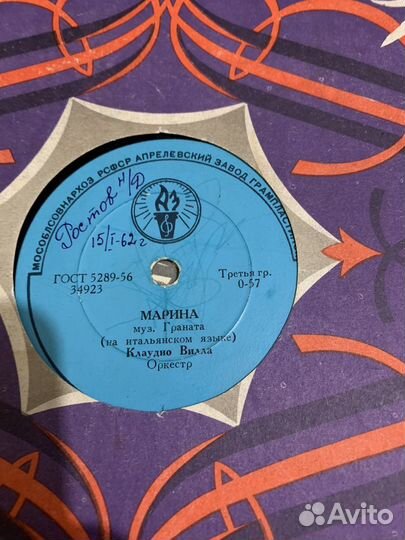 МОСОБЛСОВНАРХОЗ РСФСР АПРЕЛЕВСКИЙ ЗАВОД ГРАМПЛАСТИНОК
АЗ
Ростов н/Д
15/I-62г
ГОСТ 5289-56
34923
Третья гр.
0-57
МАРИНА
муз. Граната
(на итальянском языке)
Клаудио Вилла
Оркестр
Avito